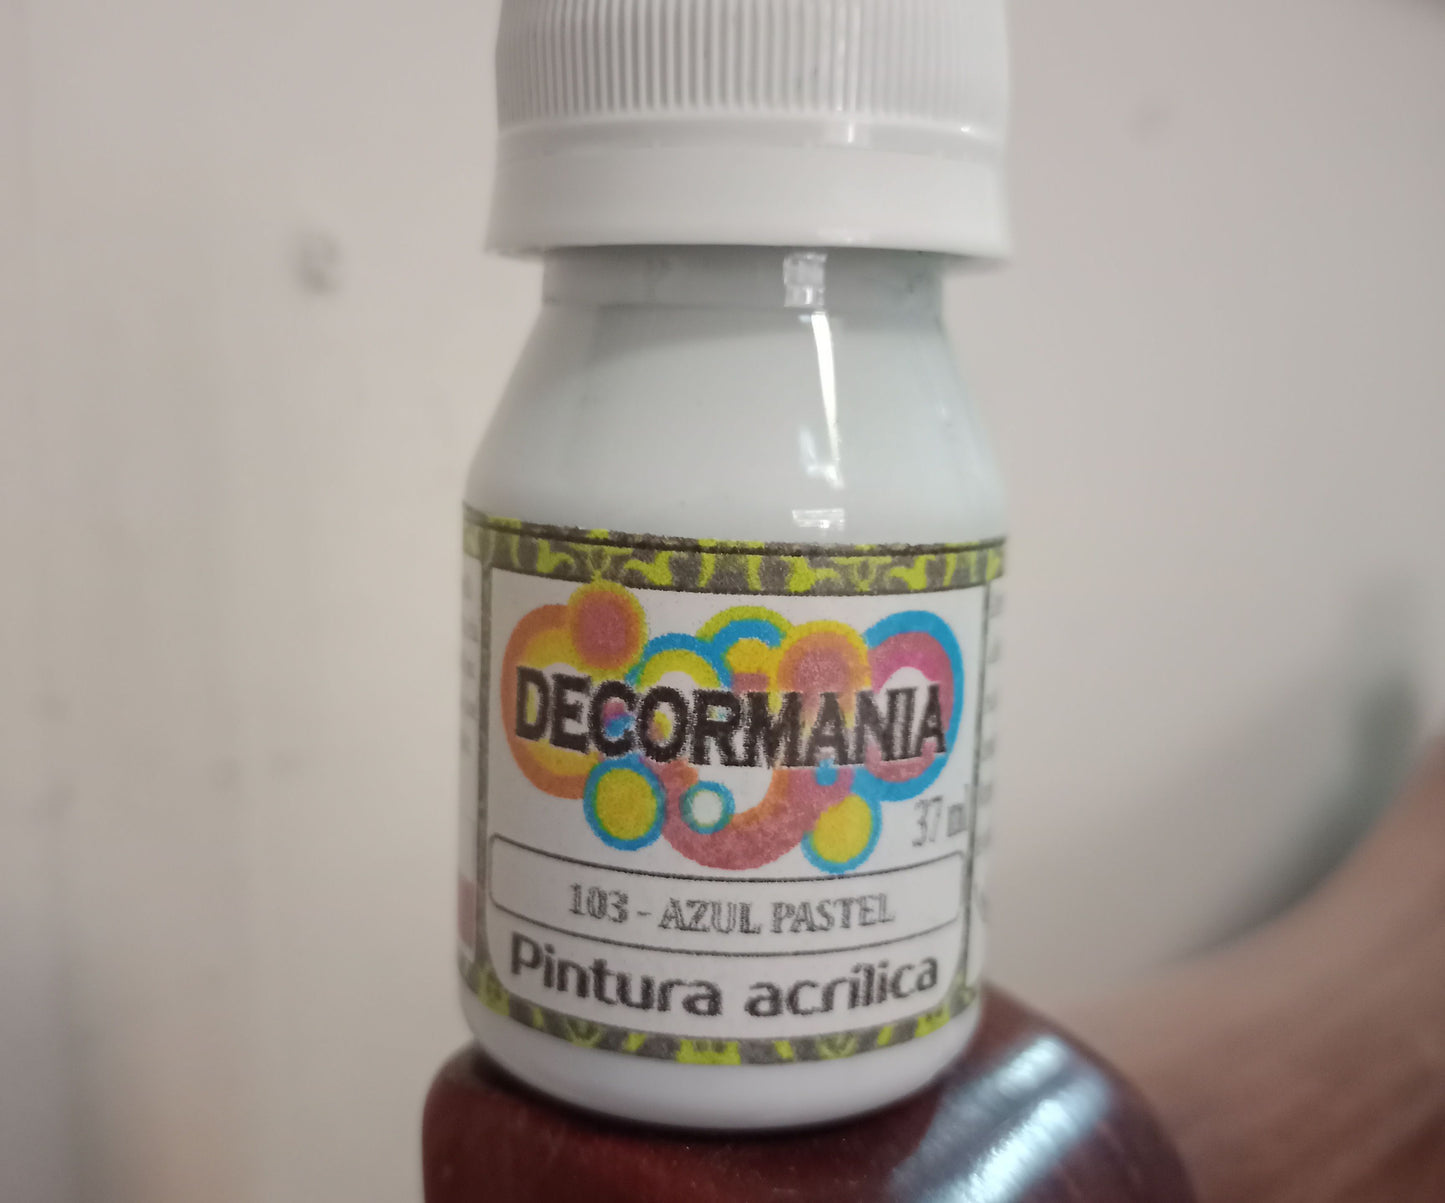 DECORMANIA
37 ml
103 - AZUL PASTEL
Pintura acrílica